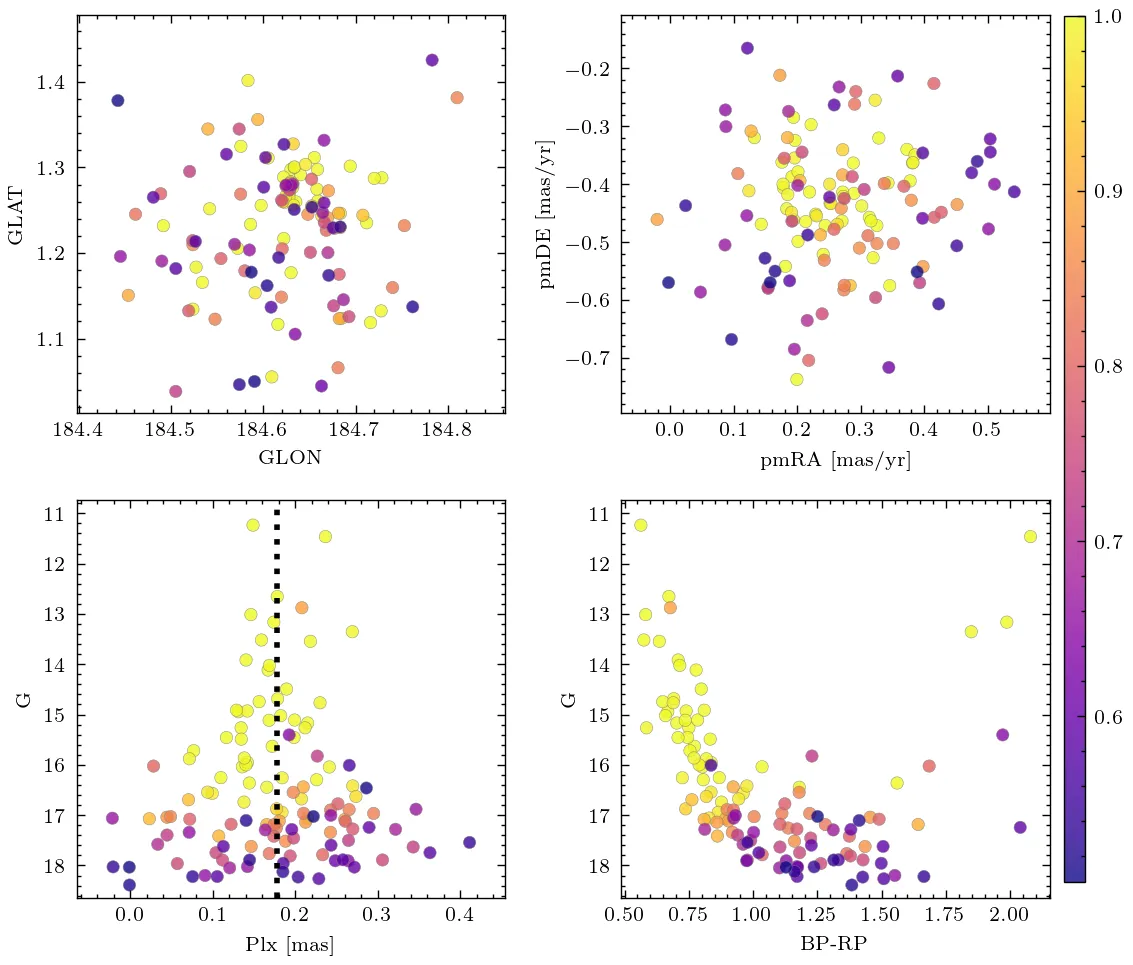 1.4
1.3
1.2
1.1
GLAT
184.4 184.5 184.6 184.7 184.8
GLON
−0.2
−0.3
−0.4
−0.5
−0.6
−0.7
pmDE [mas/yr]
0.0 0.1 0.2 0.3 0.4 0.5
pmRA [mas/yr]
1.0
0.9
0.8
0.7
0.6
11
12
13
14
15
16
17
18
G
0.0 0.1 0.2 0.3 0.4
Plx [mas]
11
12
13
14
15
16
17
18
G
0.50 0.75 1.00 1.25 1.50 1.75 2.00
BP-RP